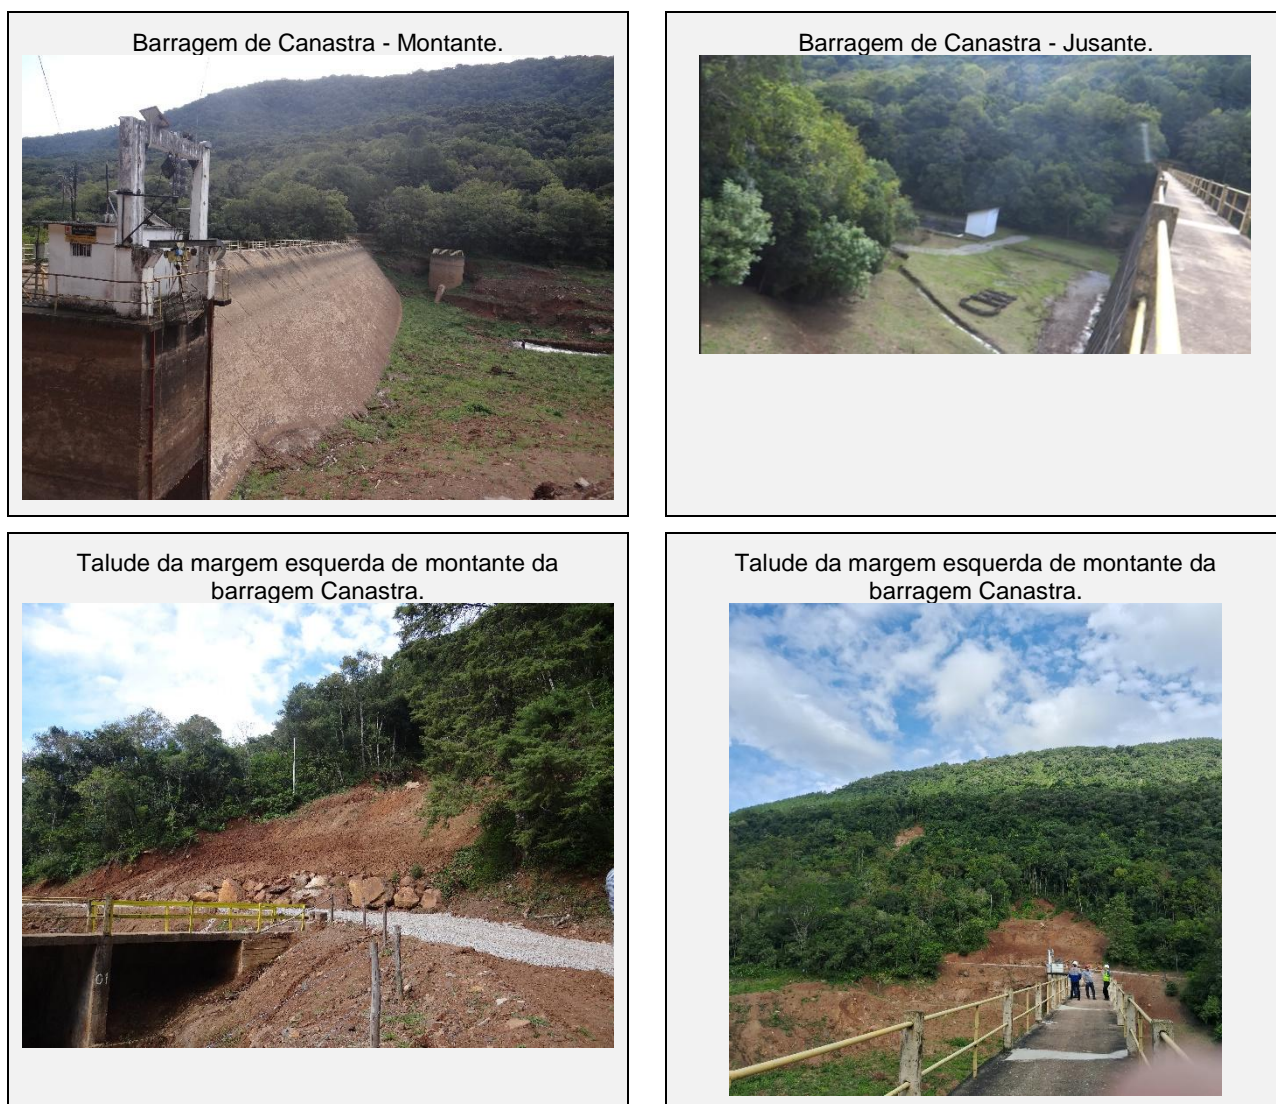 Barragem de Canastra - Montante.
Barragem de Canastra - Jusante.
Talude da margem esquerda de montante da
barragem Canastra.
Talude da margem esquerda de montante da
barragem Canastra.
01